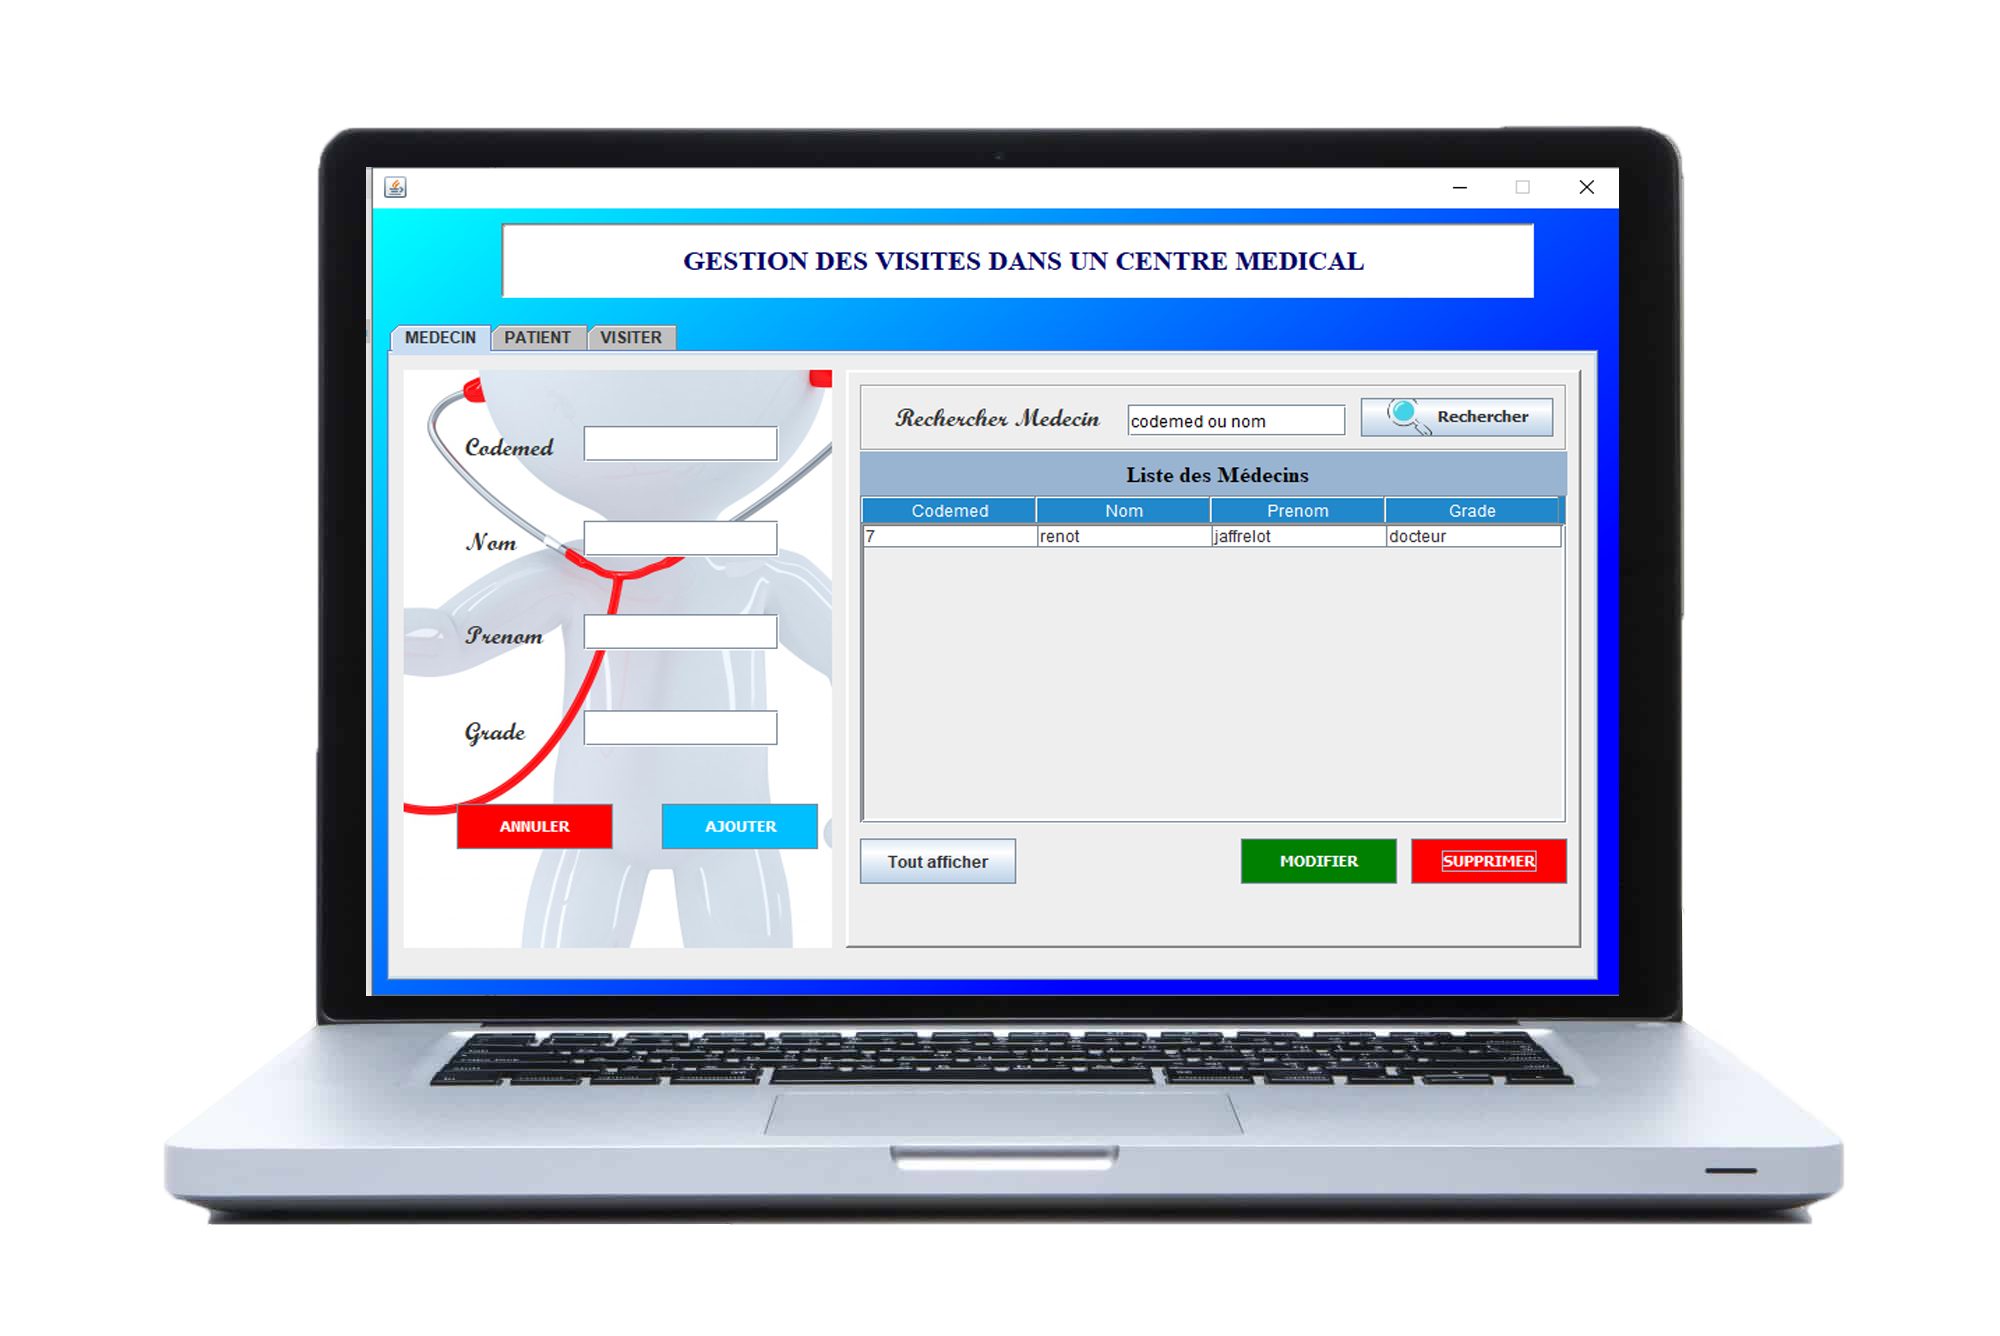 GESTION DES VISITES DANS UN CENTRE MEDICAL
MEDECIN PATIENT VISITER
Codemed
Nom
Prenom
Grade
ANNULER AJOUTER
Rechercher Medecin codemed ou nom Rechercher
Liste des Médecins
Codemed Nom Prenom Grade
7 renot jaffrelot docteur
Tout afficher MODIFIER SUPPRIMER